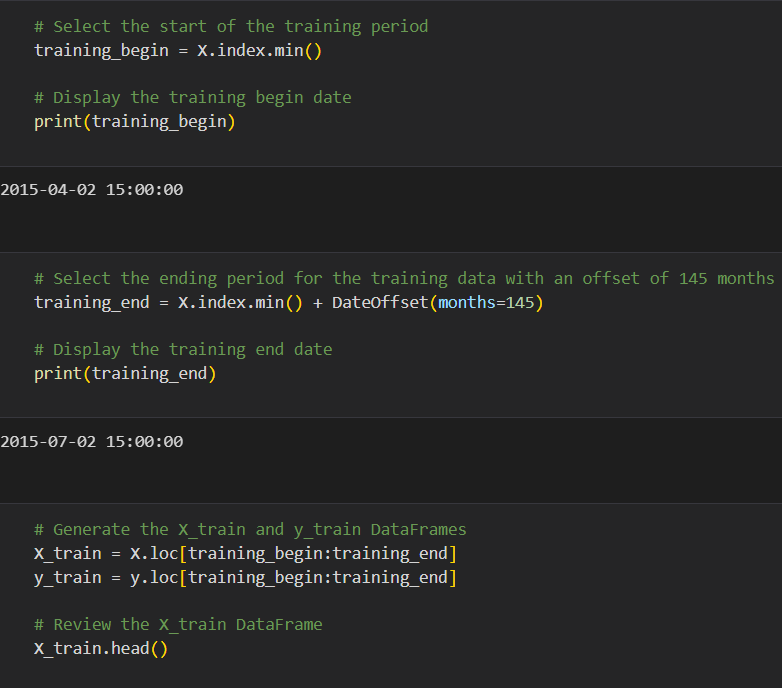 # Select the start of the training period
training_begin = X.index.min()
# Display the training begin date
print(training_begin)
2015-04-02 15:00:00
# Select the ending period for the training data with an offset of 145 months
training_end = X.index.min() + DateOffset(months=145)
# Display the training end date
print(training_end)
2015-07-02 15:00:00
# Generate the X_train and y_train DataFrames
X_train = X.loc[training_begin:training_end]
y_train = y.loc[training_begin:training_end]
# Review the X_train DataFrame
X_train.head()